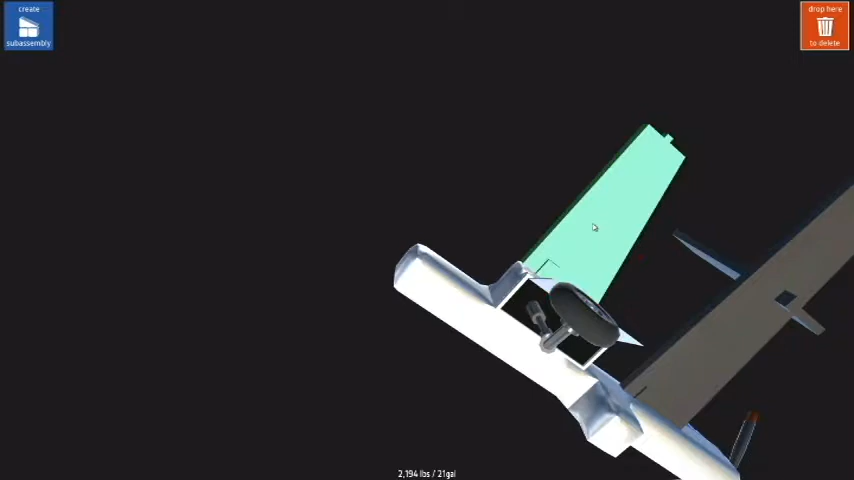 create
subassembly
drop here
to delete
2,194 lbs / 21gal